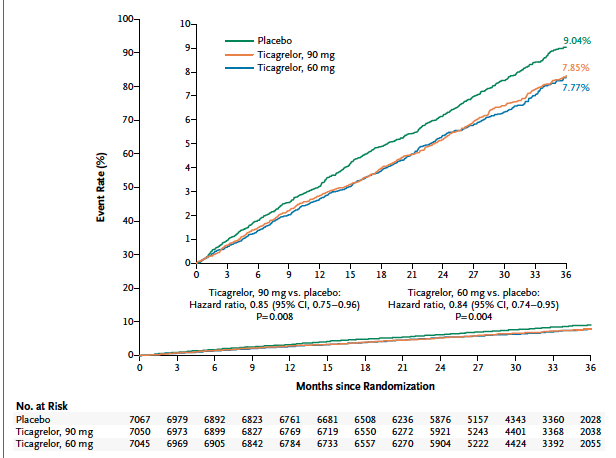 100
90
80
70
60
50
40
30
20
10
0
Event Rate (%)
10
9
8
7
6
5
4
3
2
1
0
Placebo
Ticagrelor, 90 mg
Ticagrelor, 60 mg
9.04%
7.85%
7.77%
0 3 6 9 12 15 18 21 24 27 30 33 36
Ticagrelor, 90 mg vs. placebo:
Hazard ratio, 0.85 (95% CI, 0.75–0.96)
P=0.008
Ticagrelor, 60 mg vs. placebo:
Hazard ratio, 0.84 (95% CI, 0.74–0.95)
P=0.004
0 3 6 9 12 15 18 21 24 27 30 33 36
Months since Randomization
No. at Risk
Placebo 7067 6979 6892 6823 6761 6681 6508 6236 5876 5157 4343 3360 2028
Ticagrelor, 90 mg 7050 6973 6899 6827 6769 6719 6550 6272 5921 5243 4401 3368 2038
Ticagrelor, 60 mg 7045 6969 6905 6842 6784 6733 6557 6270 5904 5222 4424 3392 2055